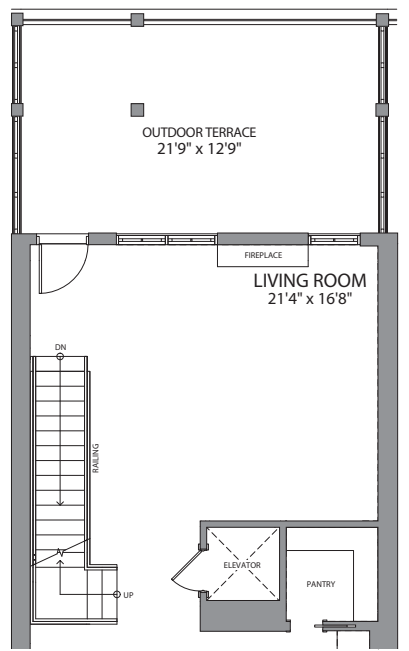 OUTDOOR TERRACE
21'9" x 12'9"
FIREPLACE
LIVING ROOM
21'4" x 16'8"
DN
RAILING
ELEVATOR
PANTRY
UP